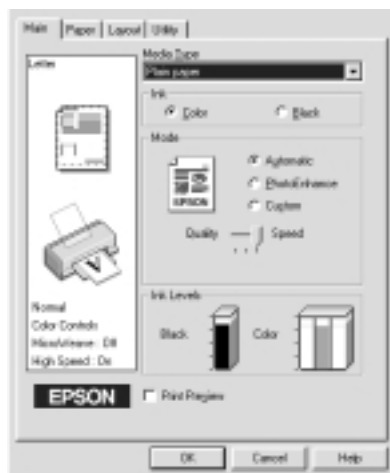 Main Paper Layout Utility
Letter
Media Type
Plain paper
Ink
Color Black
Mode
Automatic
PhotoEnhance
Custom
EPSON
Quality Speed
Normal
Color Controls
MicroWeave : Off
High Speed : On
Ink Levels
Black Color
EPSON
Print Preview
OK Cancel Help